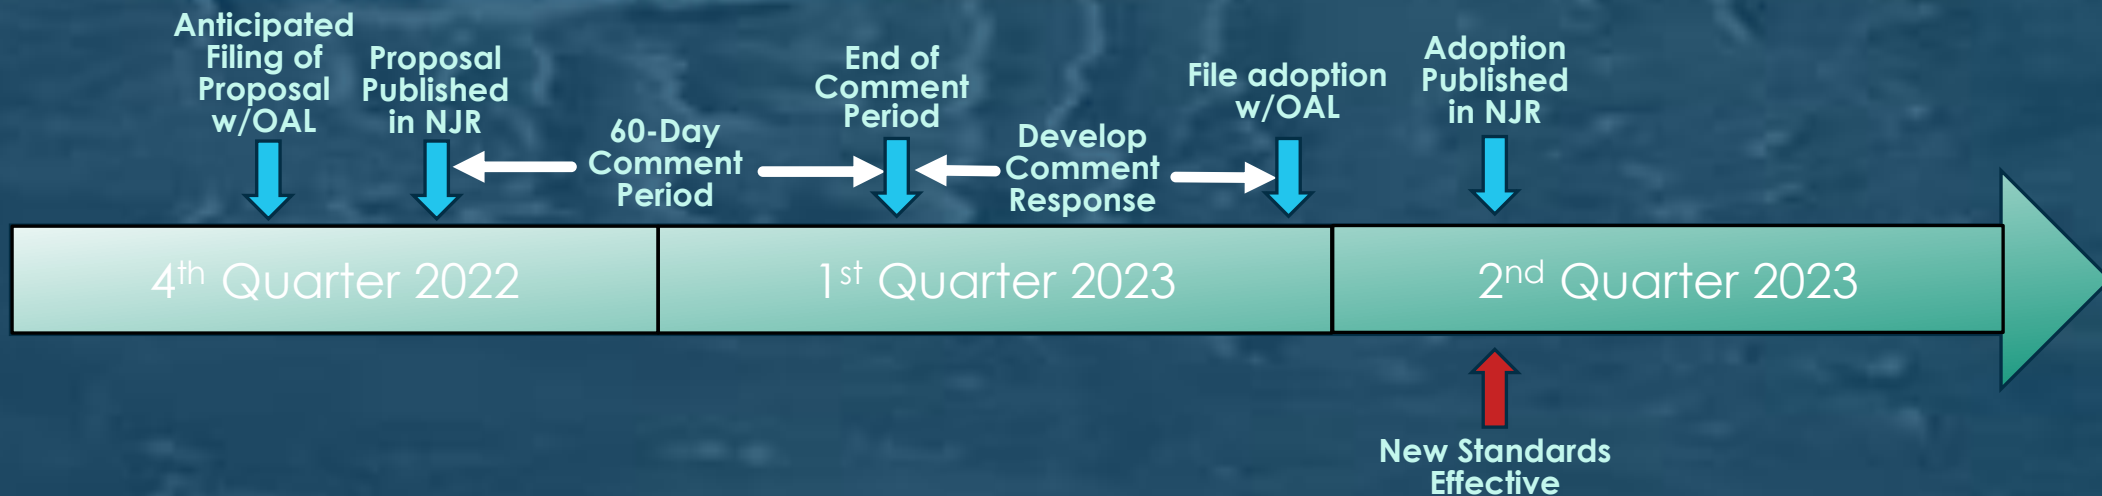 Anticipated
Filing of
Proposal
w/OAL
Proposal
Published
in NJR
60-Day
Comment
Period
End of
Comment
Period
Develop
Comment
Response
File adoption
w/OAL
Adoption
Published
in NJR
4th Quarter 2022
1st Quarter 2023
2nd Quarter 2023
New Standards
Effective